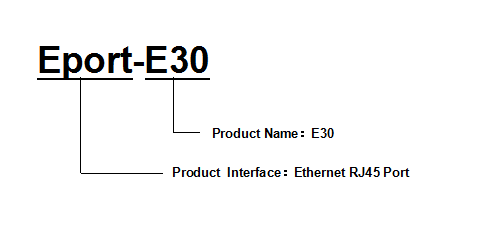 Eport-E30
Product Name：E30
Product Interface：Ethernet RJ45 Port